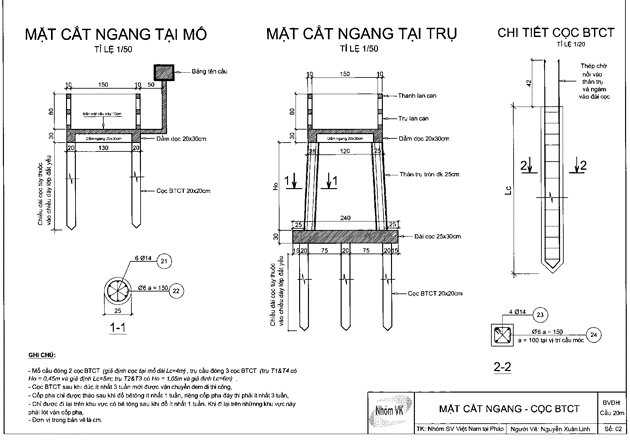 MẶT CẮT NGANG TẠI MỐ
TỈ LỆ 1/50
MẶT CẮT NGANG TẠI TRỤ
TỈ LỆ 1/50
CHI TIẾT CỌC BTCT
TỈ LỆ 1/20
10 150 10 50
Bảng tên cầu
80
30
Dầm ngang 20x30cm
Dầm dọc 20x30cm
20 130 20
Chiều dài cọc tùy thuộc
vào chiều dày lớp đất yếu
Cọc BTCT 20x20cm
6 Ø14 21
Ø6 a = 150 22
25
1-1
10 150 10
Thanh lan can
80
Trụ lan can
30
Dầm ngang 20x30cm
Dầm dọc 20x30cm
25 120 25
1 1
Thân trụ tròn đk 25cm
Ho
240
25 25
30
Đài cọc 25x30cm
15 20 75 20 75 20 15
Chiều dài cọc tùy thuộc
vào chiều dày lớp đất yếu
Cọc BTCT 20x20cm
42
Thép chờ
nối vào
thân trụ
và ngàm
vào đài cọc
2 2
Lc
4 Ø14 23
Ø6 a = 150 24
a = 100 tại vị trí cẩu móc
2-2
GHI CHÚ:
- Mố cầu đóng 2 cọc BTCT (giả định cọc tại mố dài Lc=4m), trụ cầu đóng 3 cọc BTCT (trụ T1&T4 có
Ho = 0,45m và giả định Lc=5m; trụ T2&T3 có Ho = 1,05m và giả định Lc=6m).
- Cọc BTCT sau khi đúc ít nhất 3 tuần mới được vận chuyển đem đi thi công,
- Cốp pha chỉ được tháo sau khi đổ bêtông ít nhất 1 tuần, riêng cốp pha đáy thì phải ít nhất 3 tuần,
- Chỉ được đi lại trên khu vực có bê tông sau khi đổ ít nhất 1 tuần. Khi đi lại trên những khu vực này
phải lót ván cốp pha,
- Đơn vị trong bản vẽ là cm.
Nhóm VK
MẶT CẮT NGANG - CỌC BTCT
BVĐH
Cầu 20m
TK: Nhóm SV Việt Nam tại Pháp
Người Vẽ: Nguyễn Xuân Linh
Số: 02